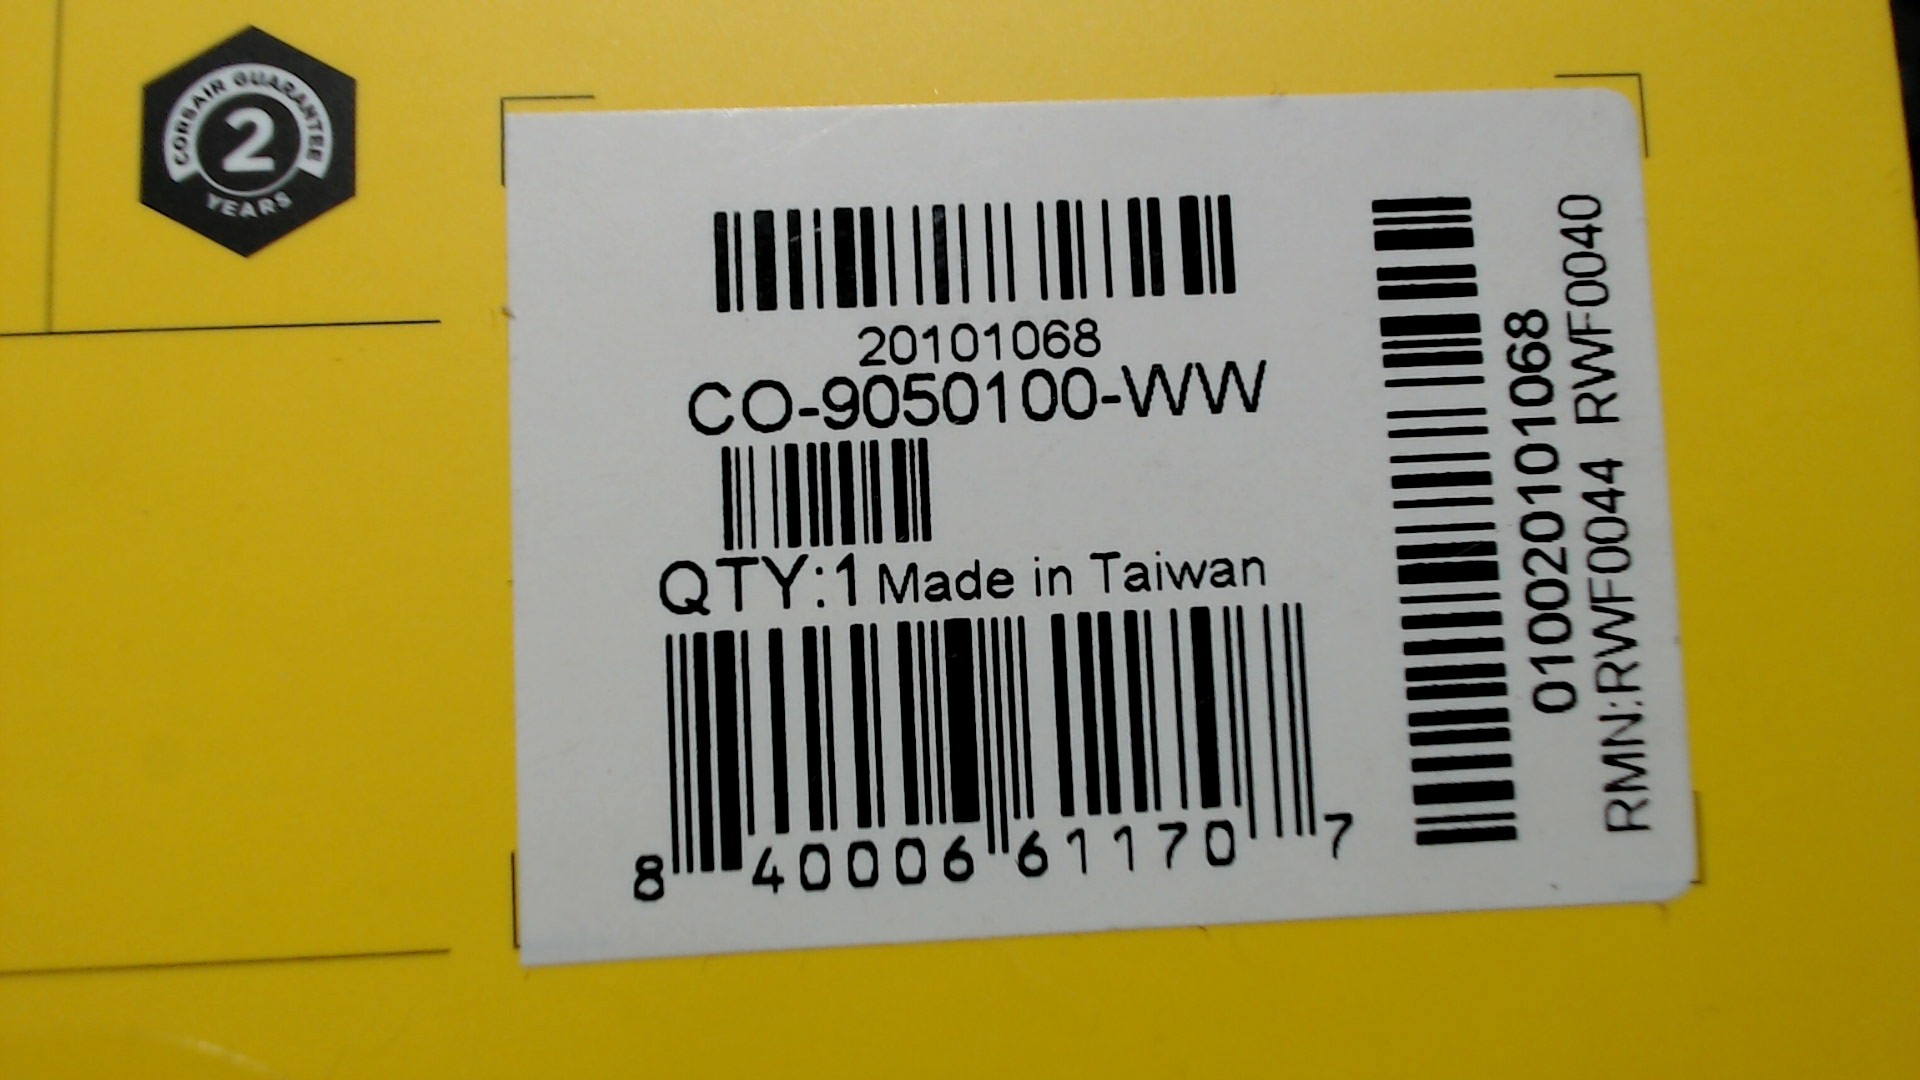 CORSAIR GUARANTEE
2
YEARS
20101068
CO-9050100-WW
QTY:1 Made in Taiwan
8 40006 61170 7
01002010101068
RMN:RWF0044 RWF0040